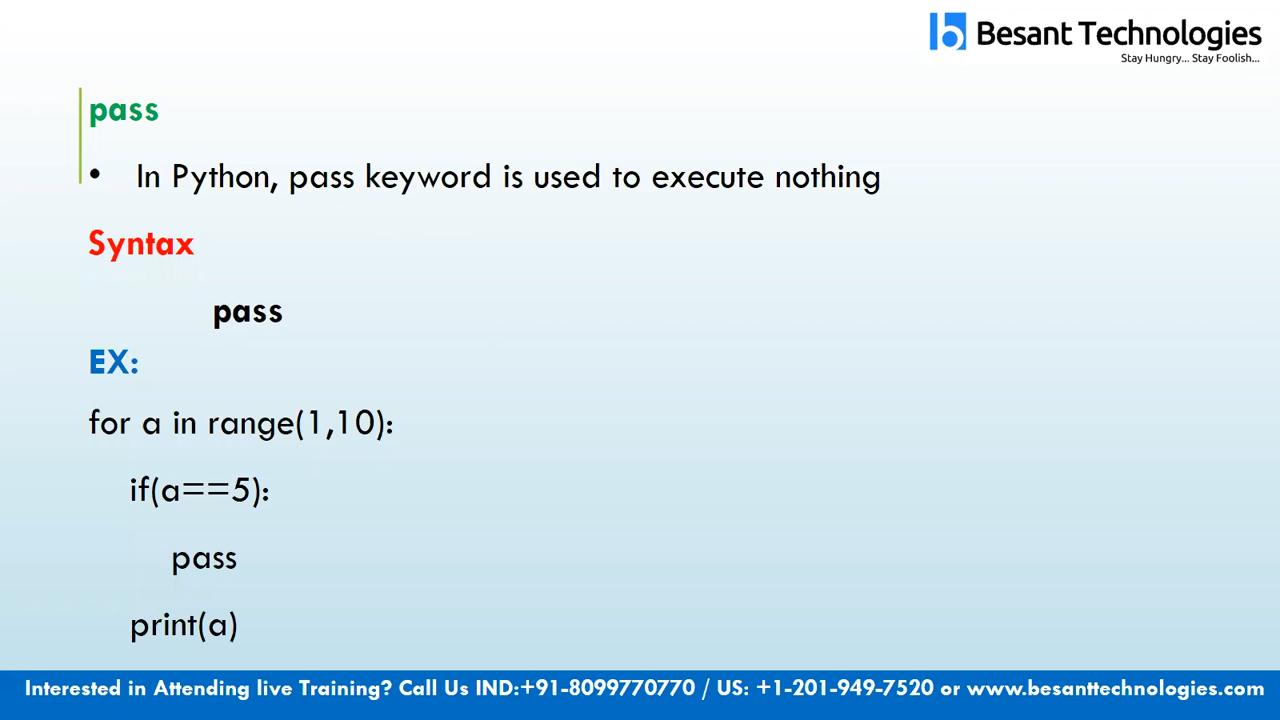 Besant Technologies
Stay Hungry... Stay Foolish...
pass
• In Python, pass keyword is used to execute nothing
Syntax
pass
EX:
for a in range(1,10):
if(a==5):
pass
print(a)
Interested in Attending live Training? Call Us IND:+91-8099770770 / US: +1-201-949-7520 or www.besanttechnologies.com